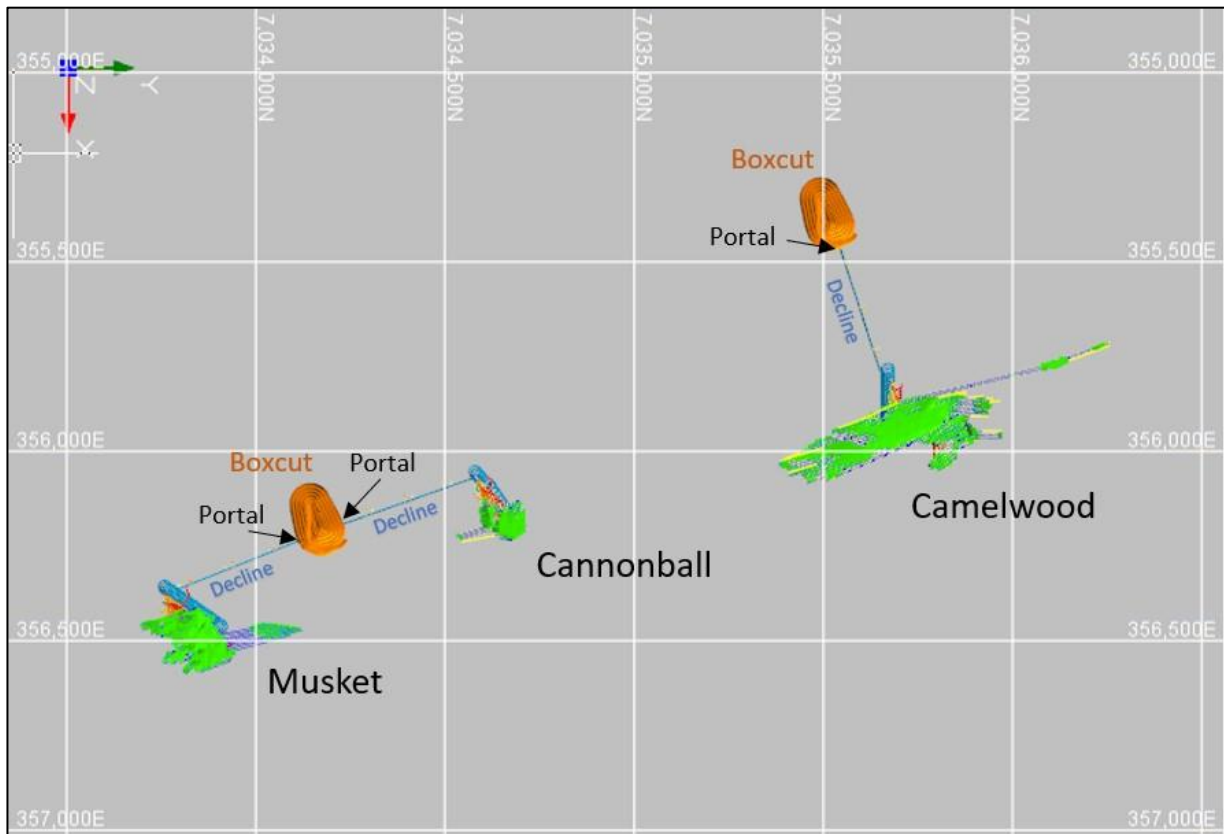 7,034,000N
7,034,500N
7,035,000N
7,035,500N
7,036,000N
355,000E
355,000E
Z
Y
X
Boxcut
Portal
355,500E
355,500E
Decline
356,000E
356,000E
Boxcut
Portal
Portal
Decline
Camelwood
Cannonball
Decline
356,500E
356,500E
Musket
357,000E
357,000E